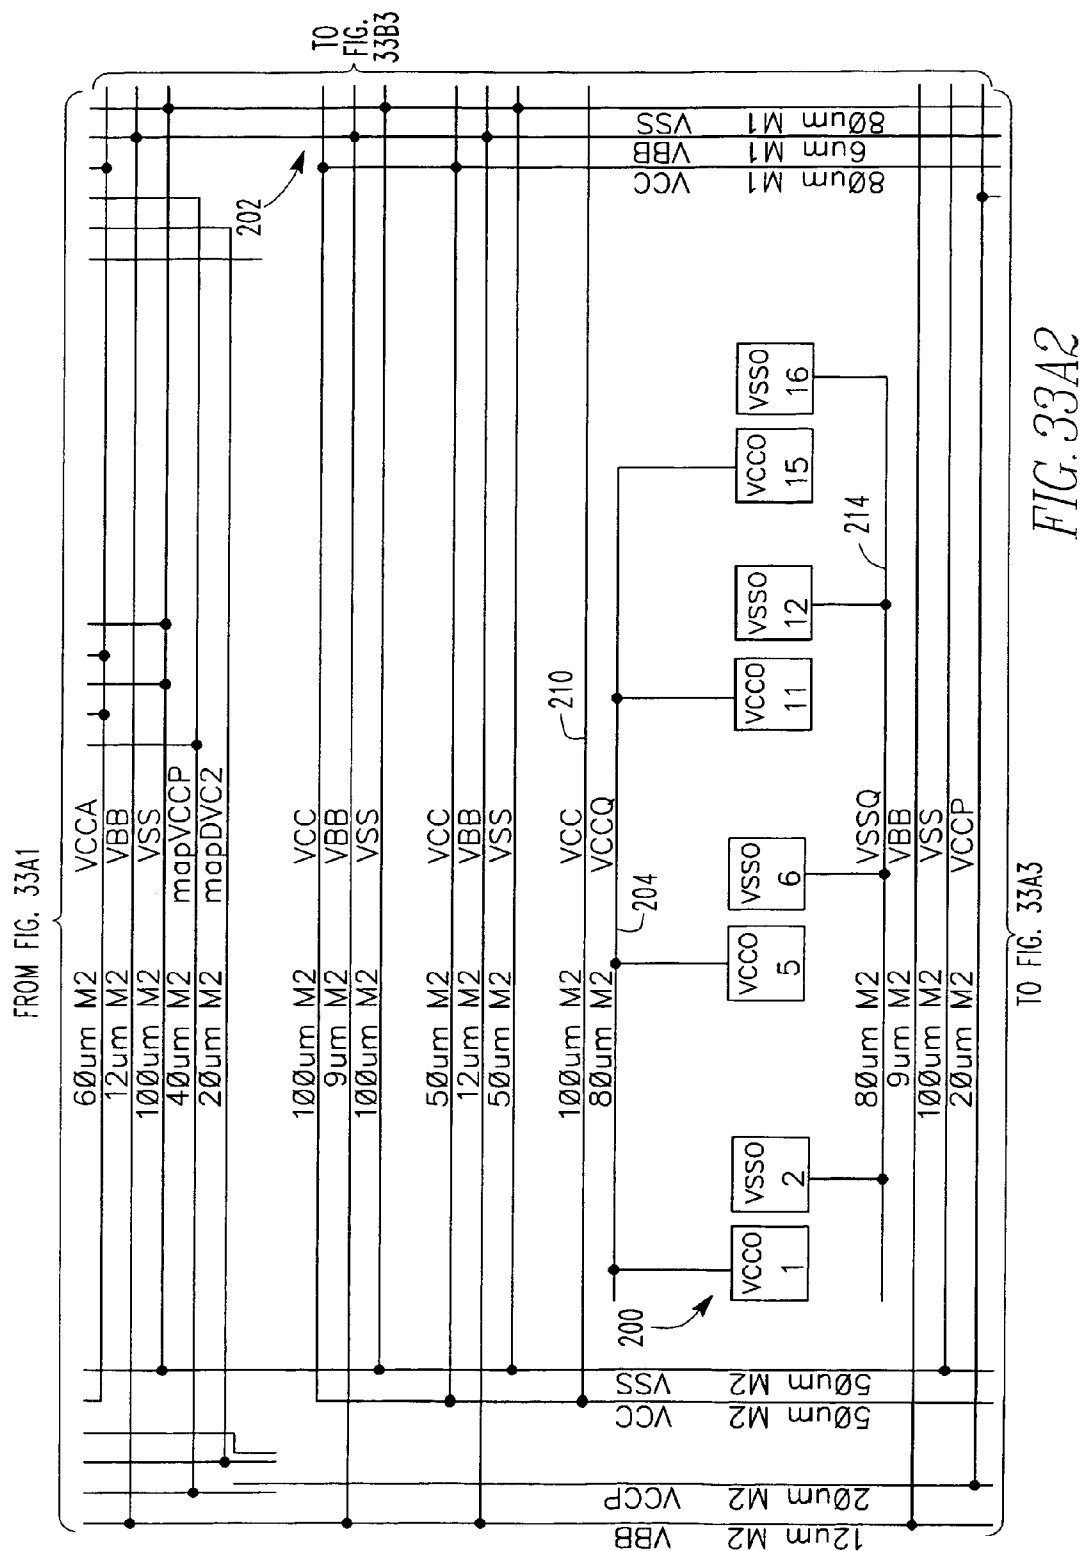 FROM FIG. 33A1
TO
FIG.
33B3
60um M2 VCCA
12um M2 VBB
100um M2 VSS
40um M2 mapVCCP
20um M2 mapDVC2
100um M2 VCC
9um M2 VBB
100um M2 VSS
50um M2 VCC
12um M2 VBB
50um M2 VSS
100um M2 VCC
80um M2 VCCQ
80um M2 VSSQ
9um M2 VBB
100um M2 VSS
20um M2 VCCP
12um M2 VBB
20um M2 VCCP
50um M2 VCC
50um M2 VSS
80um M1 VCC
6um M1 VBB
80um M1 VSS
200
202
204
210
214
VCCO
1
VSSO
2
VCCO
5
VSSO
6
VCCO
11
VSSO
12
VCCO
15
VSSO
16
TO FIG. 33A3
FIG. 33A2